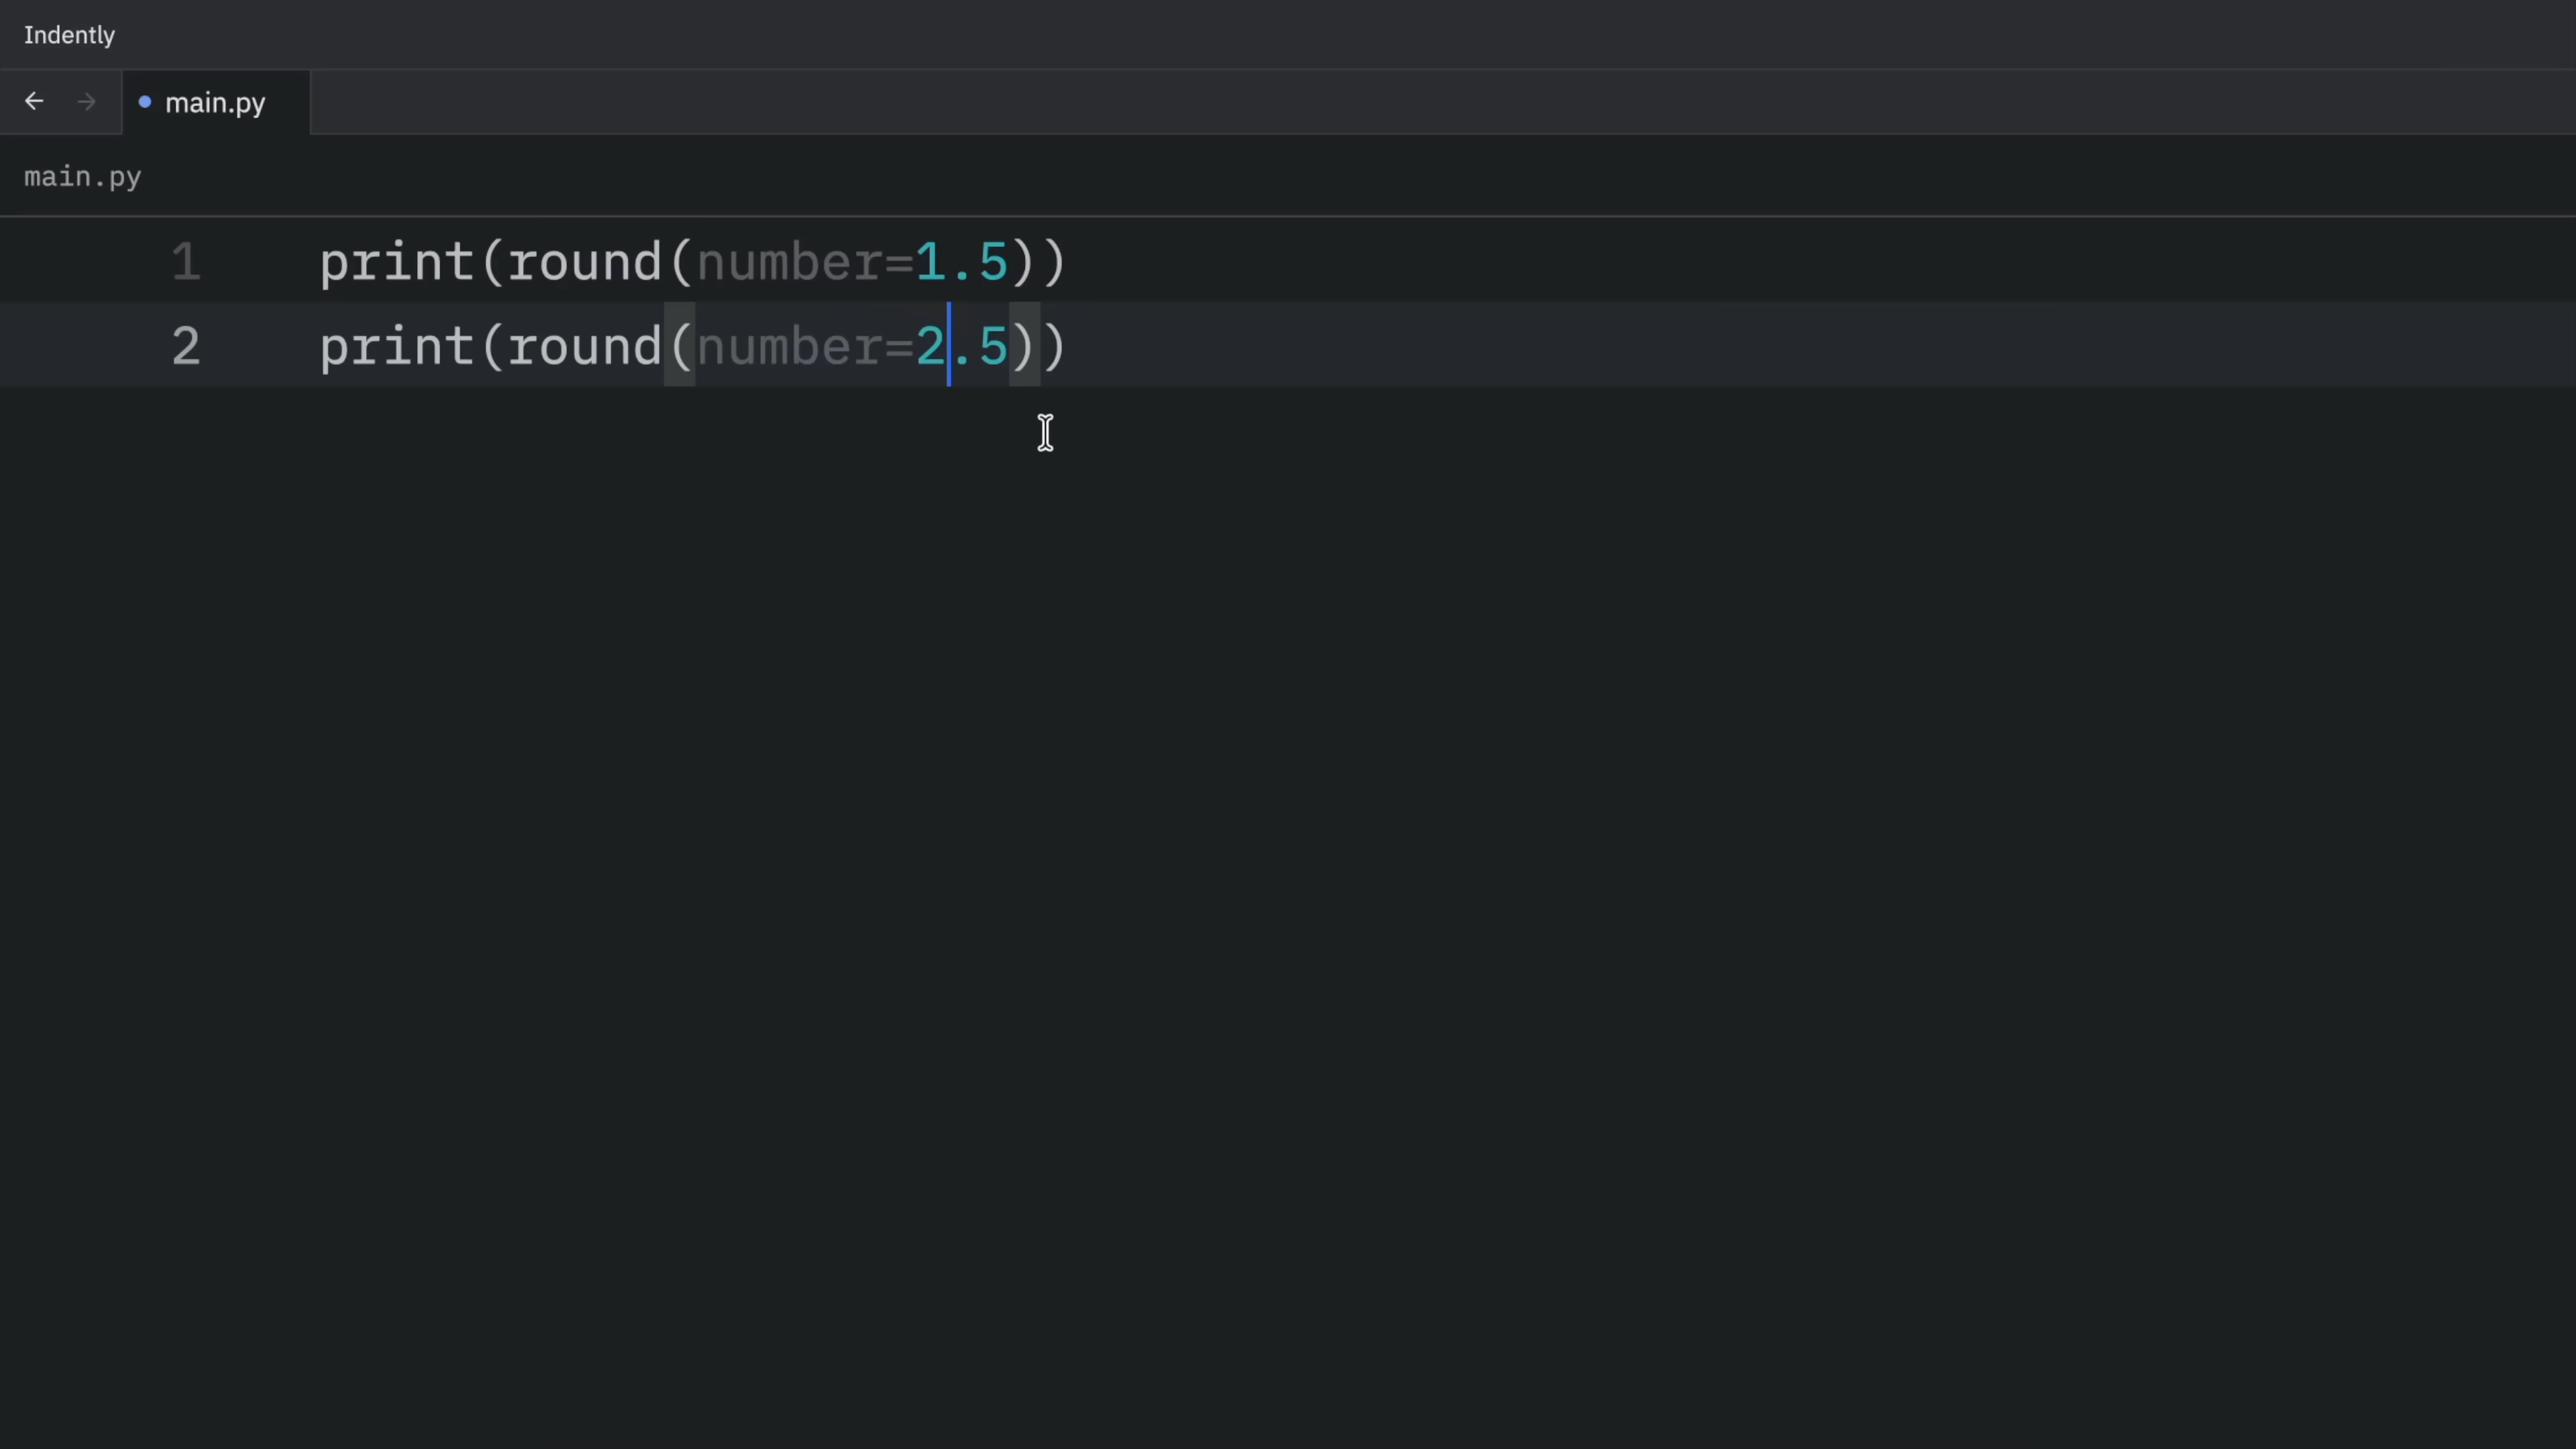 Indently
main.py
main.py
1 print(round(number=1.5))
2 print(round(number=2.5))